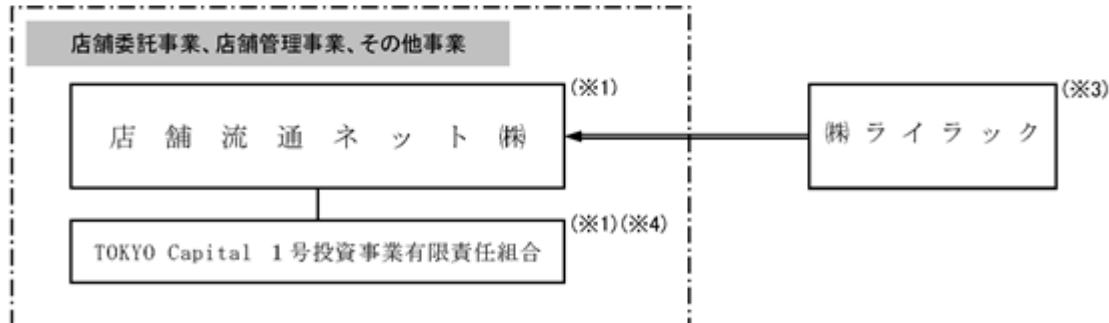 店舗委託事業、店舗管理事業、その他事業
(※1)
店舗流通ネット㈱
(※3)
㈱ライラック
(※1)(※4)
TOKYO Capital 1号投資事業有限責任組合